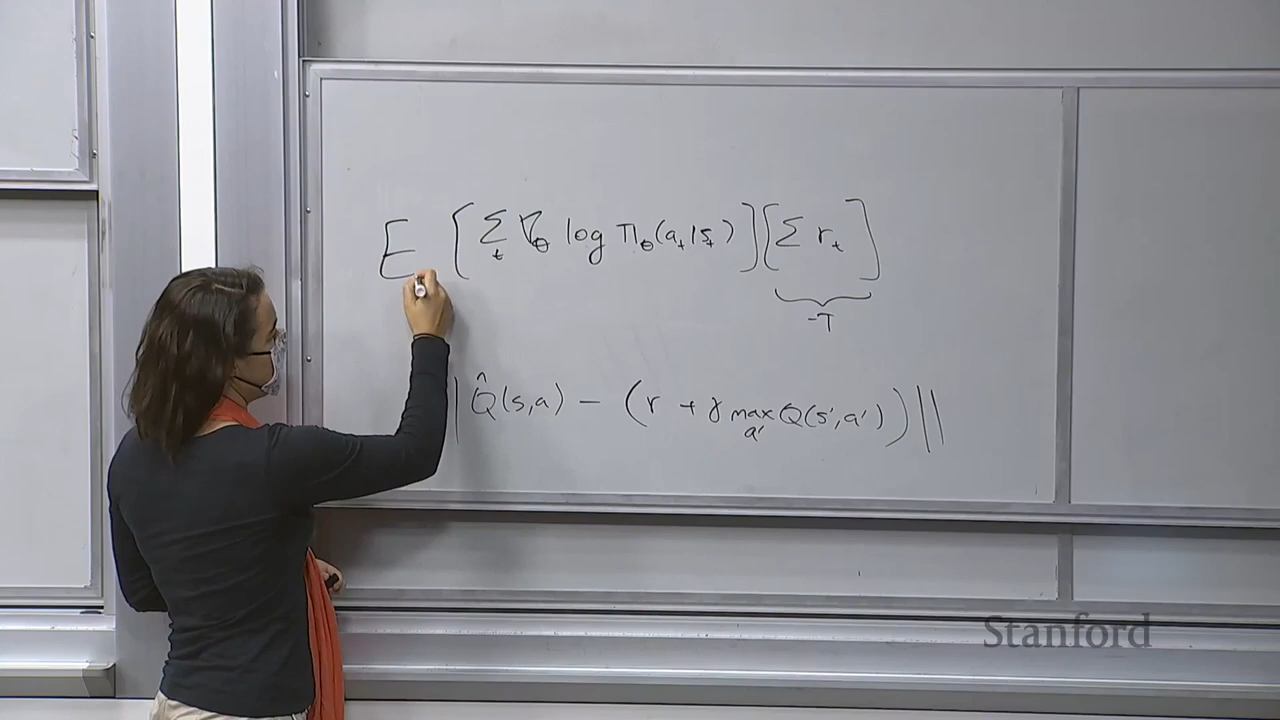 E [ Σ_t ∇_θ log π_θ(a_t|s_t) ] [ Σ r_t ]
-T
| Q̂(s,a) - (r + γ max_a' Q(s',a')) ||
Stanford